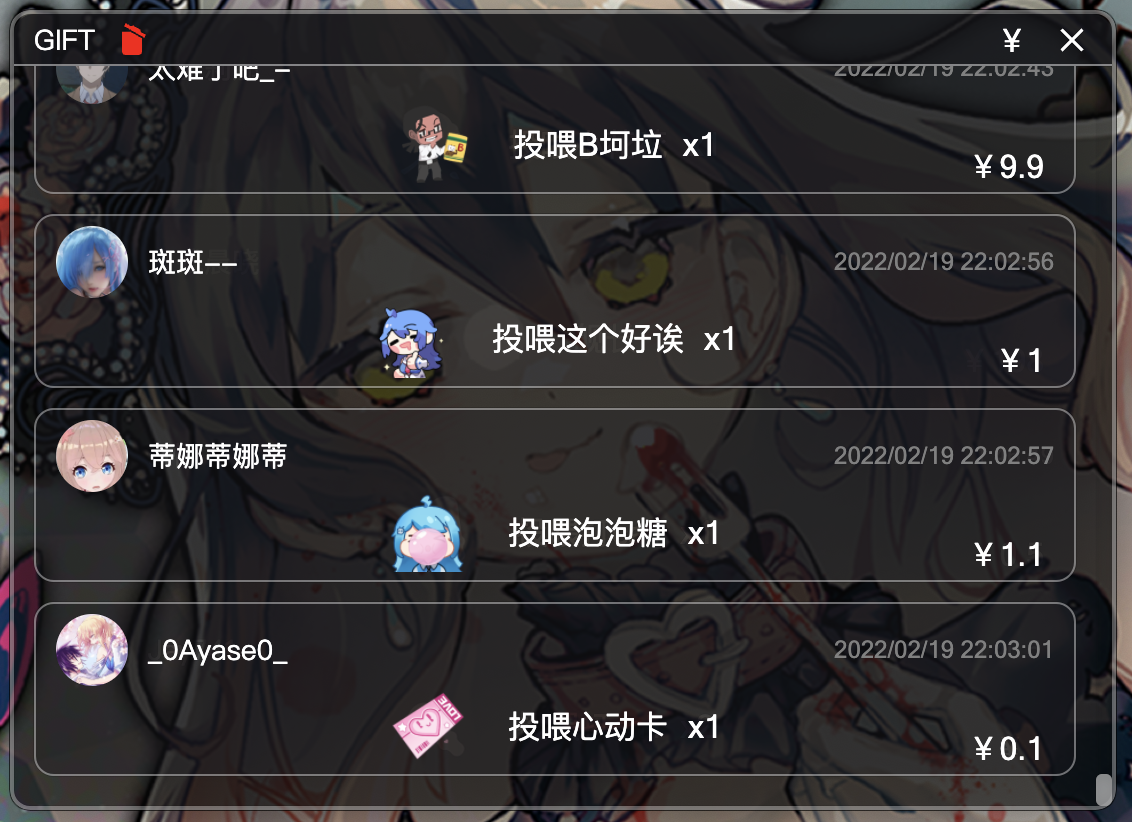 GIFT ¥
太难了吧_– 2022/02/19 22:02:43
投喂B坷垃 x1
¥9.9
斑斑–– 2022/02/19 22:02:56
投喂这个好诶 x1
¥1
蒂娜蒂娜蒂 2022/02/19 22:02:57
投喂泡泡糖 x1
¥1.1
_0Ayase0_ 2022/02/19 22:03:01
LOVE
投喂心动卡 x1
¥0.1